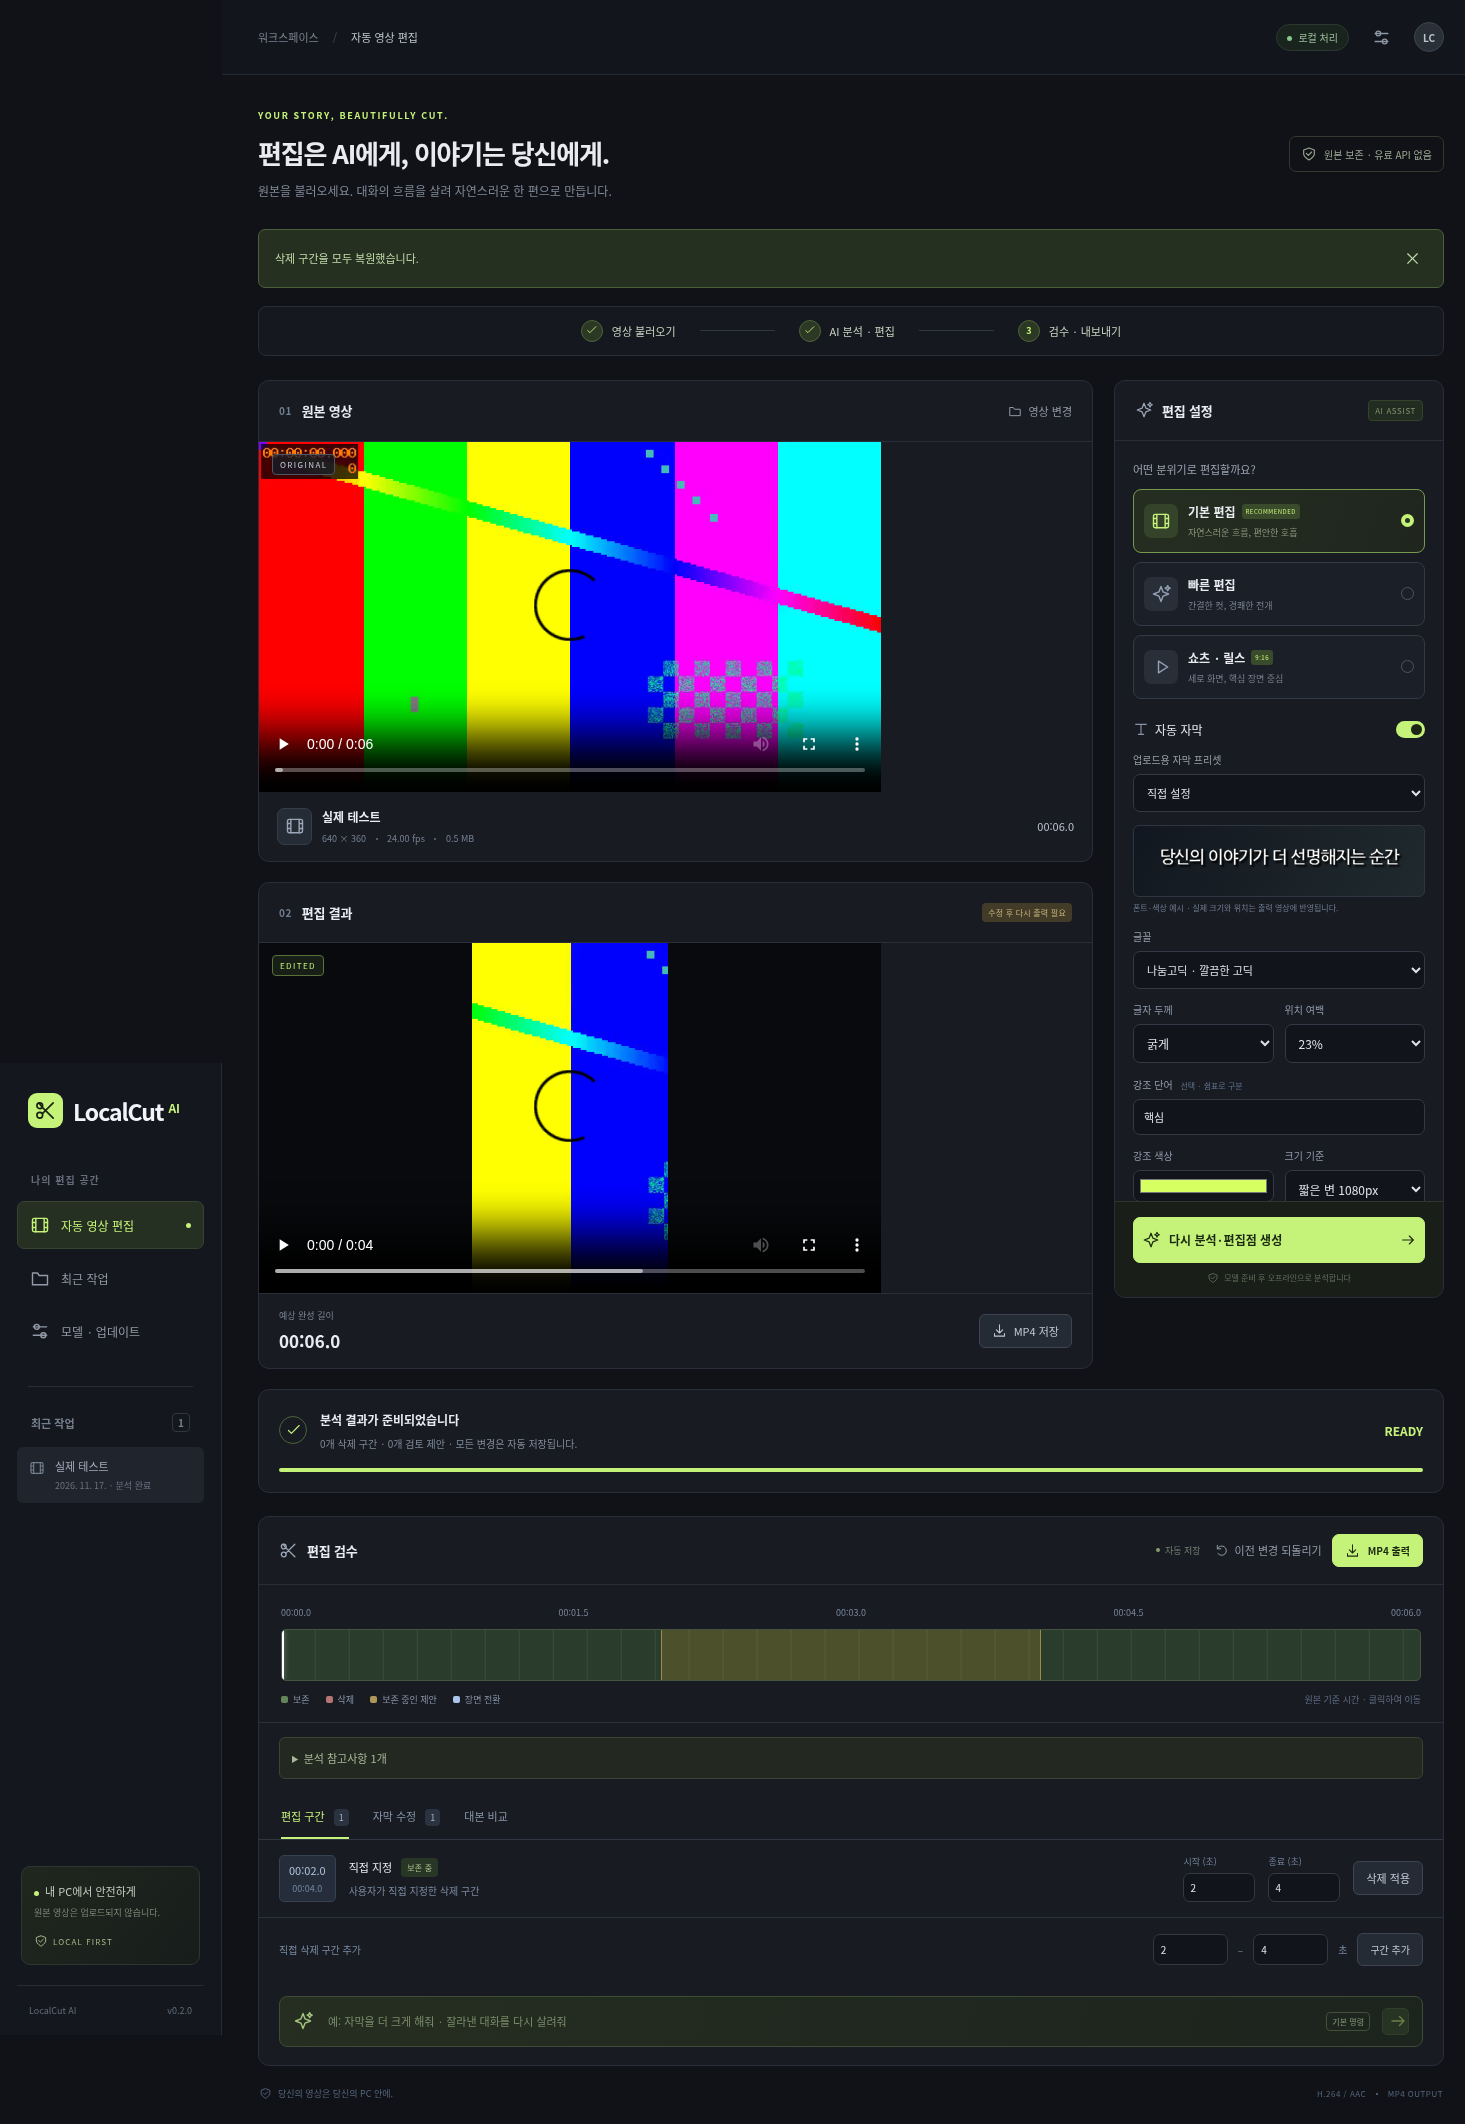 워크스페이스 / 자동 영상 편집
로컬 처리
LC
YOUR STORY, BEAUTIFULLY CUT.
편집은 AI에게, 이야기는 당신에게.
원본을 불러오세요. 대화의 흐름을 살려 자연스러운 한 편으로 만듭니다.
원본 보존 · 유료 API 없음
삭제 구간을 모두 복원했습니다.
영상 불러오기
AI 분석 · 편집
3 검수 · 내보내기
01 원본 영상
영상 변경
00:00:00.000
0
ORIGINAL
0:00 / 0:06
실제 테스트
640 × 360 • 24.00 fps • 0.5 MB
00:06.0
02 편집 결과
수정 후 다시 출력 필요
EDITED
0:00 / 0:04
예상 완성 길이
00:06.0
MP4 저장
편집 설정
AI ASSIST
어떤 분위기로 편집할까요?
기본 편집 RECOMMENDED
자연스러운 흐름, 편안한 호흡
빠른 편집
간결한 컷, 경쾌한 전개
쇼츠 · 릴스 9:16
세로 화면, 핵심 장면 중심
자동 자막
업로드용 자막 프리셋
직접 설정
당신의 이야기가 더 선명해지는 순간
폰트·색상 예시 · 실제 크기와 위치는 출력 영상에 반영됩니다.
글꼴
나눔고딕 · 깔끔한 고딕
글자 두께
위치 여백
굵게
23%
강조 단어 선택 · 쉼표로 구분
핵심
강조 색상
크기 기준
짧은 변 1080px
다시 분석·편집점 생성
모델 준비 후 오프라인으로 분석합니다
LocalCut AI
나의 편집 공간
자동 영상 편집
최근 작업
모델 · 업데이트
최근 작업 1
실제 테스트
2026. 11. 17. · 분석 완료
내 PC에서 안전하게
원본 영상은 업로드되지 않습니다.
LOCAL FIRST
LocalCut AI
v0.2.0
분석 결과가 준비되었습니다
0개 삭제 구간 · 0개 검토 제안 · 모든 변경은 자동 저장됩니다.
READY
편집 검수
자동 저장
이전 변경 되돌리기
MP4 출력
00:00.0
00:01.5
00:03.0
00:04.5
00:06.0
보존
삭제
보존 중인 제안
장면 전환
원본 기준 시간 · 클릭하여 이동
▶ 분석 참고사항 1개
편집 구간 1
자막 수정 1
대본 비교
00:02.0
00:04.0
직접 지정 보존 중
사용자가 직접 지정한 삭제 구간
시작 (초)
종료 (초)
2
4
삭제 적용
직접 삭제 구간 추가
2 – 4 초
구간 추가
예: 자막을 더 크게 해줘 · 잘라낸 대화를 다시 살려줘
기본 명령
당신의 영상은 당신의 PC 안에.
H.264 / AAC • MP4 OUTPUT